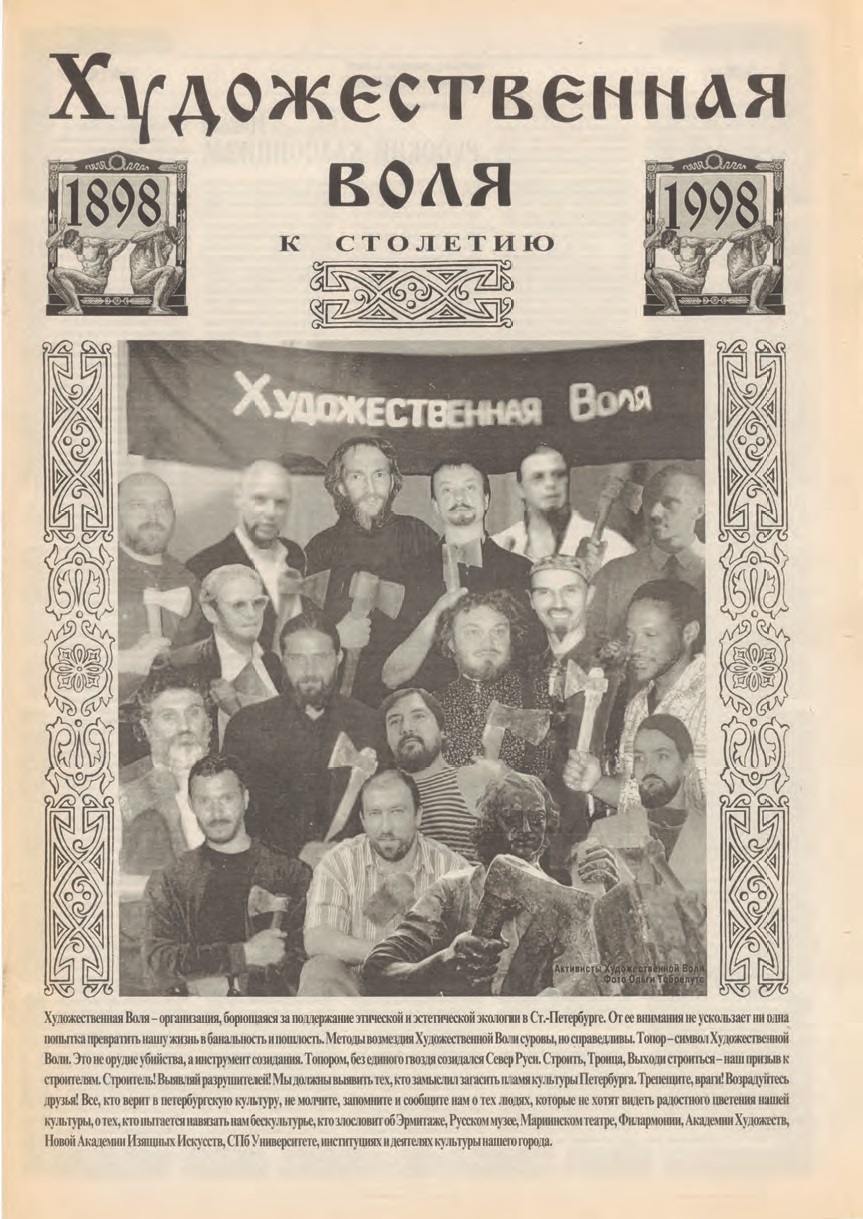 Художественная
воля
1898
1998
К СТОЛЕТИЮ
Художественная Воля
Активисты Художественной Воли
Фото Ольги Тобрелутс
Художественная Воля – организация, борющаяся за поддержание этической и эстетической экологии в Ст.-Петербурге. От ее внимания не ускользает ни одна
попытка превратить нашу жизнь в банальность и пошлость. Методы возмездия Художественной Воли суровы, но справедливы. Топор – символ Художественной
Воли. Это не орудие убийства, а инструмент созидания. Топором, без единого гвоздя созидался Север Руси. Строить, Троица, Выходи строиться – наш призыв к
строителям. Строитель! Выявляй разрушителей! Мы должны выявить тех, кто замыслил загасить пламя культуры Петербурга. Трепещите, враги! Возрадуйтесь
друзья! Все, кто верит в петербургскую культуру, не молчите, запомните и сообщите нам о тех людях, которые не хотят видеть радостного цветения нашей
культуры, о тех, кто пытается навязать нам бескультурье, кто злословит об Эрмитаже, Русском музее, Мариинском театре, Филармонии, Академии Художеств,
Новой Академии Изящных Искусств, СПб Университете, институциях и деятелях культуры нашего города.